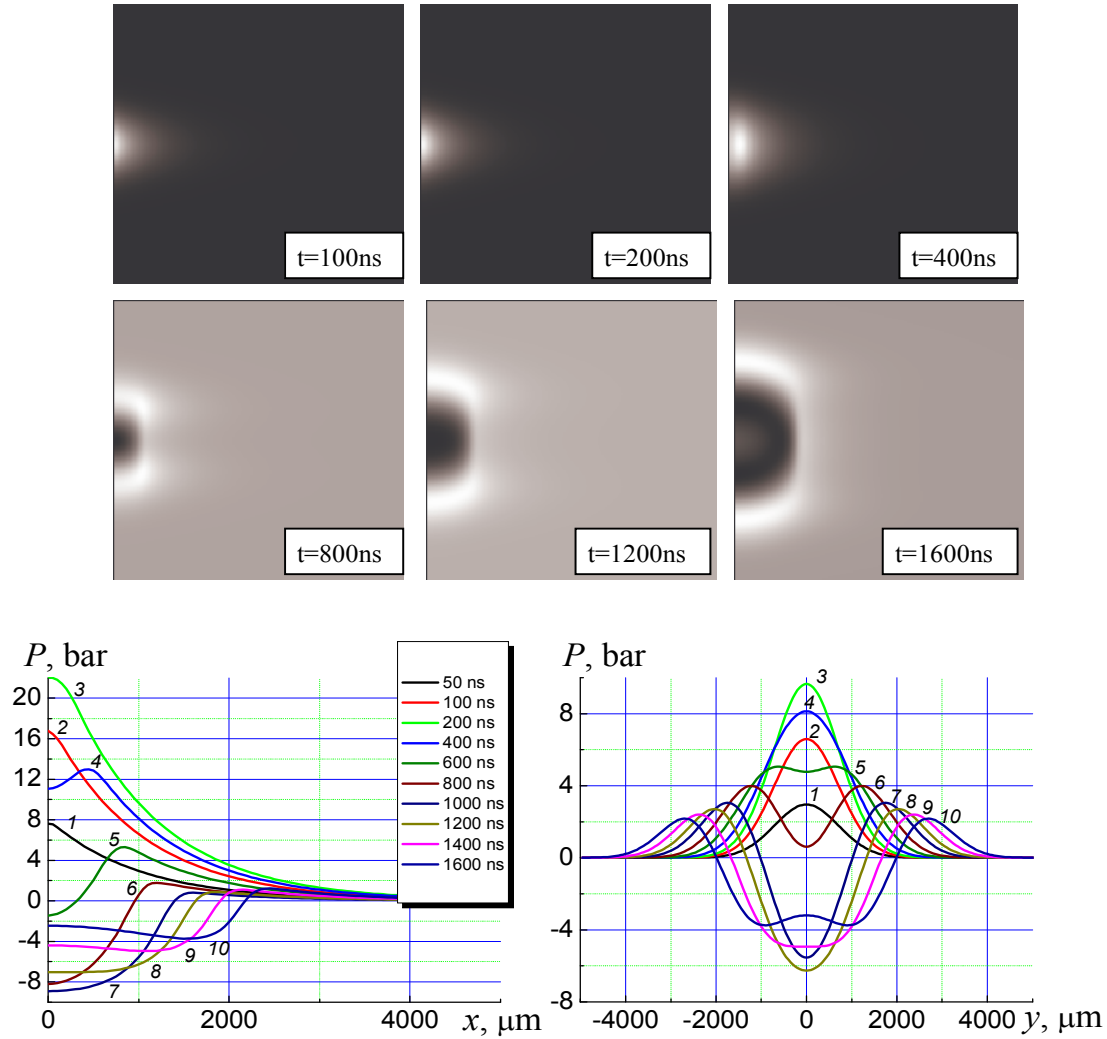 t=100ns
t=200ns
t=400ns
t=800ns
t=1200ns
t=1600ns
P, bar
20
16
12
8
4
0
-4
-8
0
2000
4000
x, μm
1
2
3
4
5
6
7
8
9
10
50 ns
100 ns
200 ns
400 ns
600 ns
800 ns
1000 ns
1200 ns
1400 ns
1600 ns
P, bar
8
4
0
-4
-8
-4000
-2000
0
2000
4000
y, μm
3
4
2
1
5
6
7
8
9
10